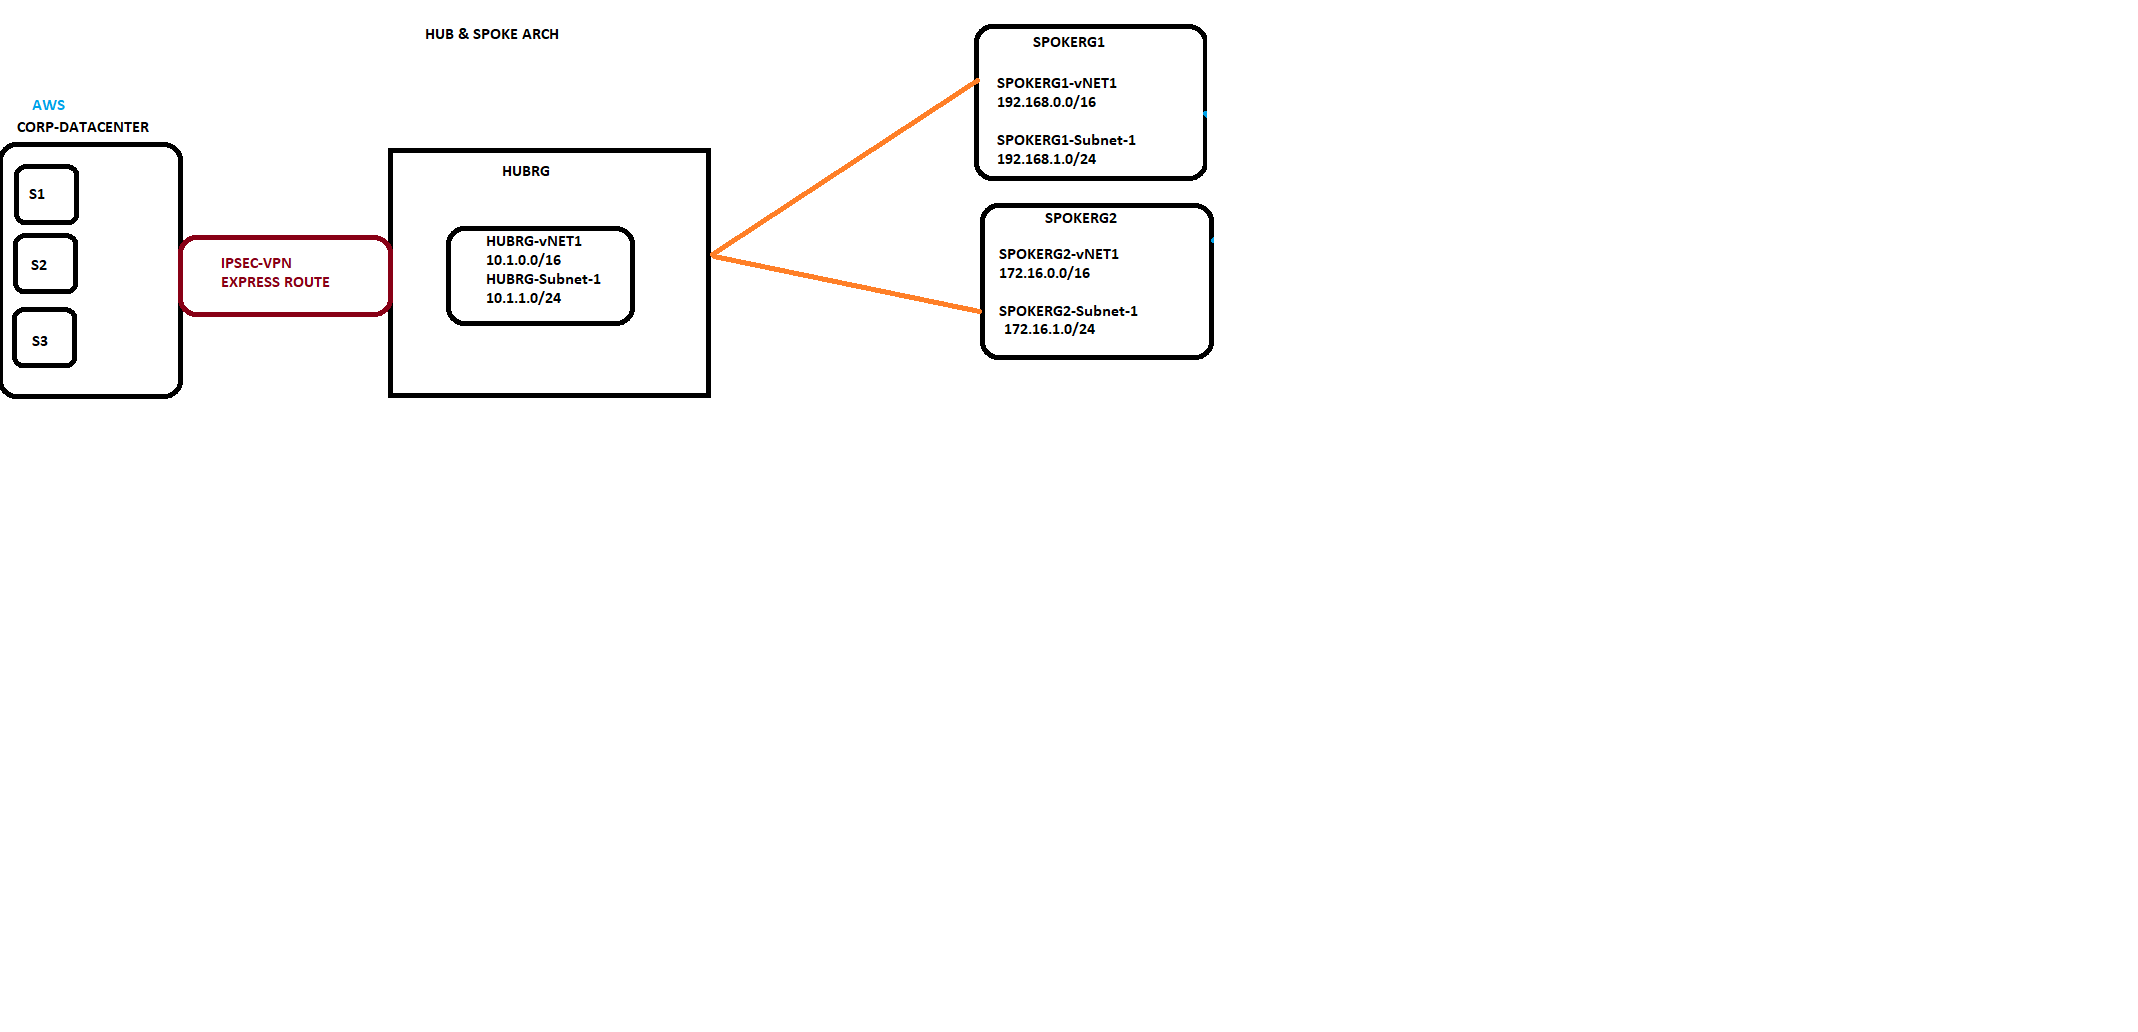 HUB & SPOKE ARCH
AWS
CORP-DATACENTER
S1
S2
S3
IPSEC-VPN
EXPRESS ROUTE
HUBRG
HUBRG-vNET1
10.1.0.0/16
HUBRG-Subnet-1
10.1.1.0/24
SPOKERG1
SPOKERG1-vNET1
192.168.0.0/16
SPOKERG1-Subnet-1
192.168.1.0/24
SPOKERG2
SPOKERG2-vNET1
172.16.0.0/16
SPOKERG2-Subnet-1
172.16.1.0/24